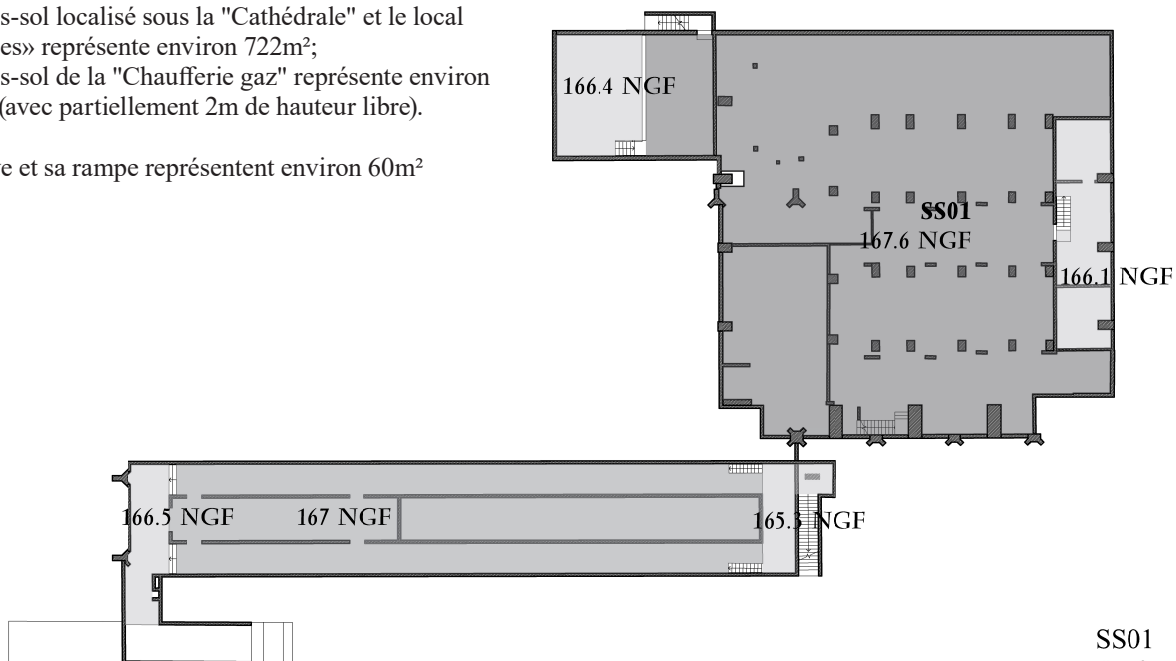 s-sol localisé sous la "Cathédrale" et le local
es» représente environ 722m²;
s-sol de la "Chaufferie gaz" représente environ
(avec partiellement 2m de hauteur libre).
e et sa rampe représentent environ 60m²
166.4 NGF
SS01
167.6 NGF
166.1 NGF
166.5 NGF
167 NGF
165.3 NGF
SS01